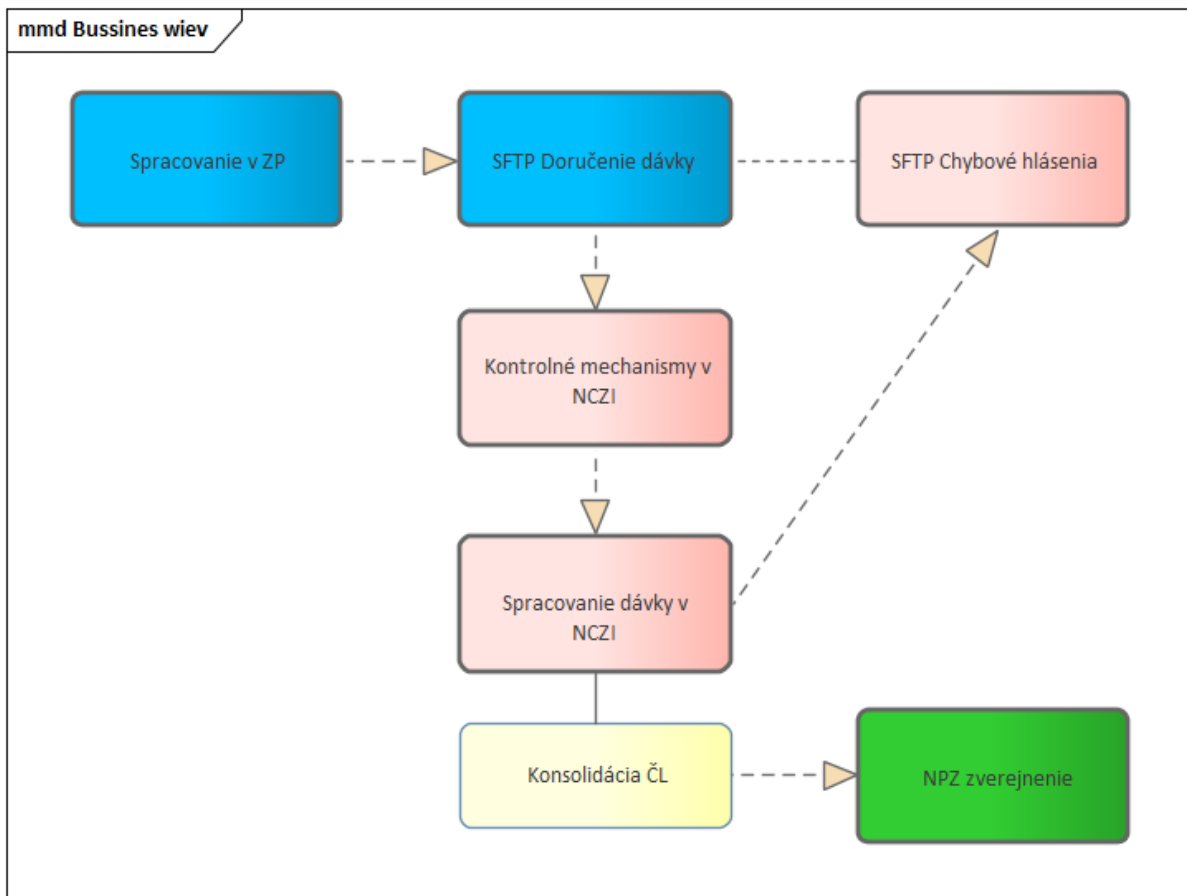 mmd Bussines wiev
Spracovanie v ZP
SFTP Doručenie dávky
SFTP Chybové hlásenia
Kontrolné mechanismy v
NCZI
Spracovanie dávky v
NCZI
Konsolidácia ČL
NPZ zverejnenie